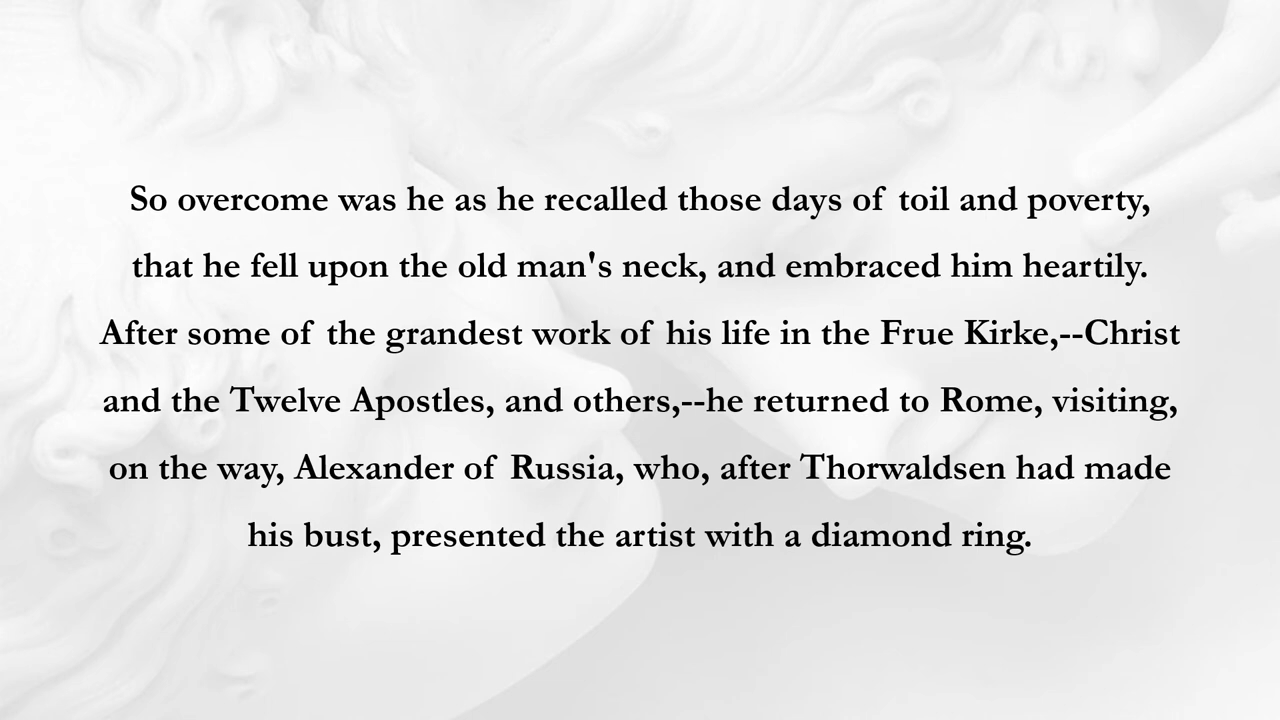 So overcome was he as he recalled those days of toil and poverty,
that he fell upon the old man's neck, and embraced him heartily.
After some of the grandest work of his life in the Frue Kirke,--Christ
and the Twelve Apostles, and others,--he returned to Rome, visiting,
on the way, Alexander of Russia, who, after Thorwaldsen had made
his bust, presented the artist with a diamond ring.